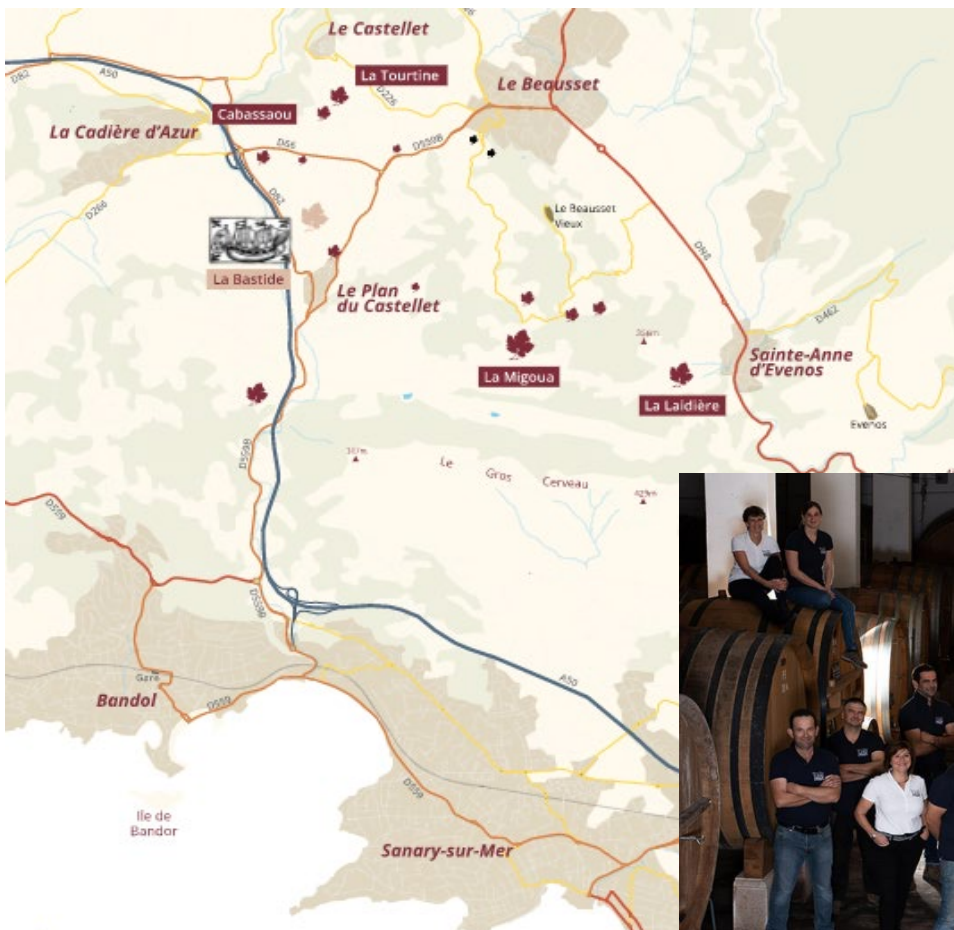 Le Castellet
La Tourtine
D226
Le Beausset
D82
A50
Cabassaou
La Cadière d'Azur
D66
D559B
D82
D266
Le Beausset
Vieux
La Bastide
Le Plan
du Castellet
DN8
D462
La Migoua
Sainte-Anne
d'Evenos
La Laidière
Evenos
D559B
Le Gros Cerveau
429m
D559
D559B
A50
Gare
Bandol
D559
D559
Ile de
Bandor
Sanary-sur-Mer